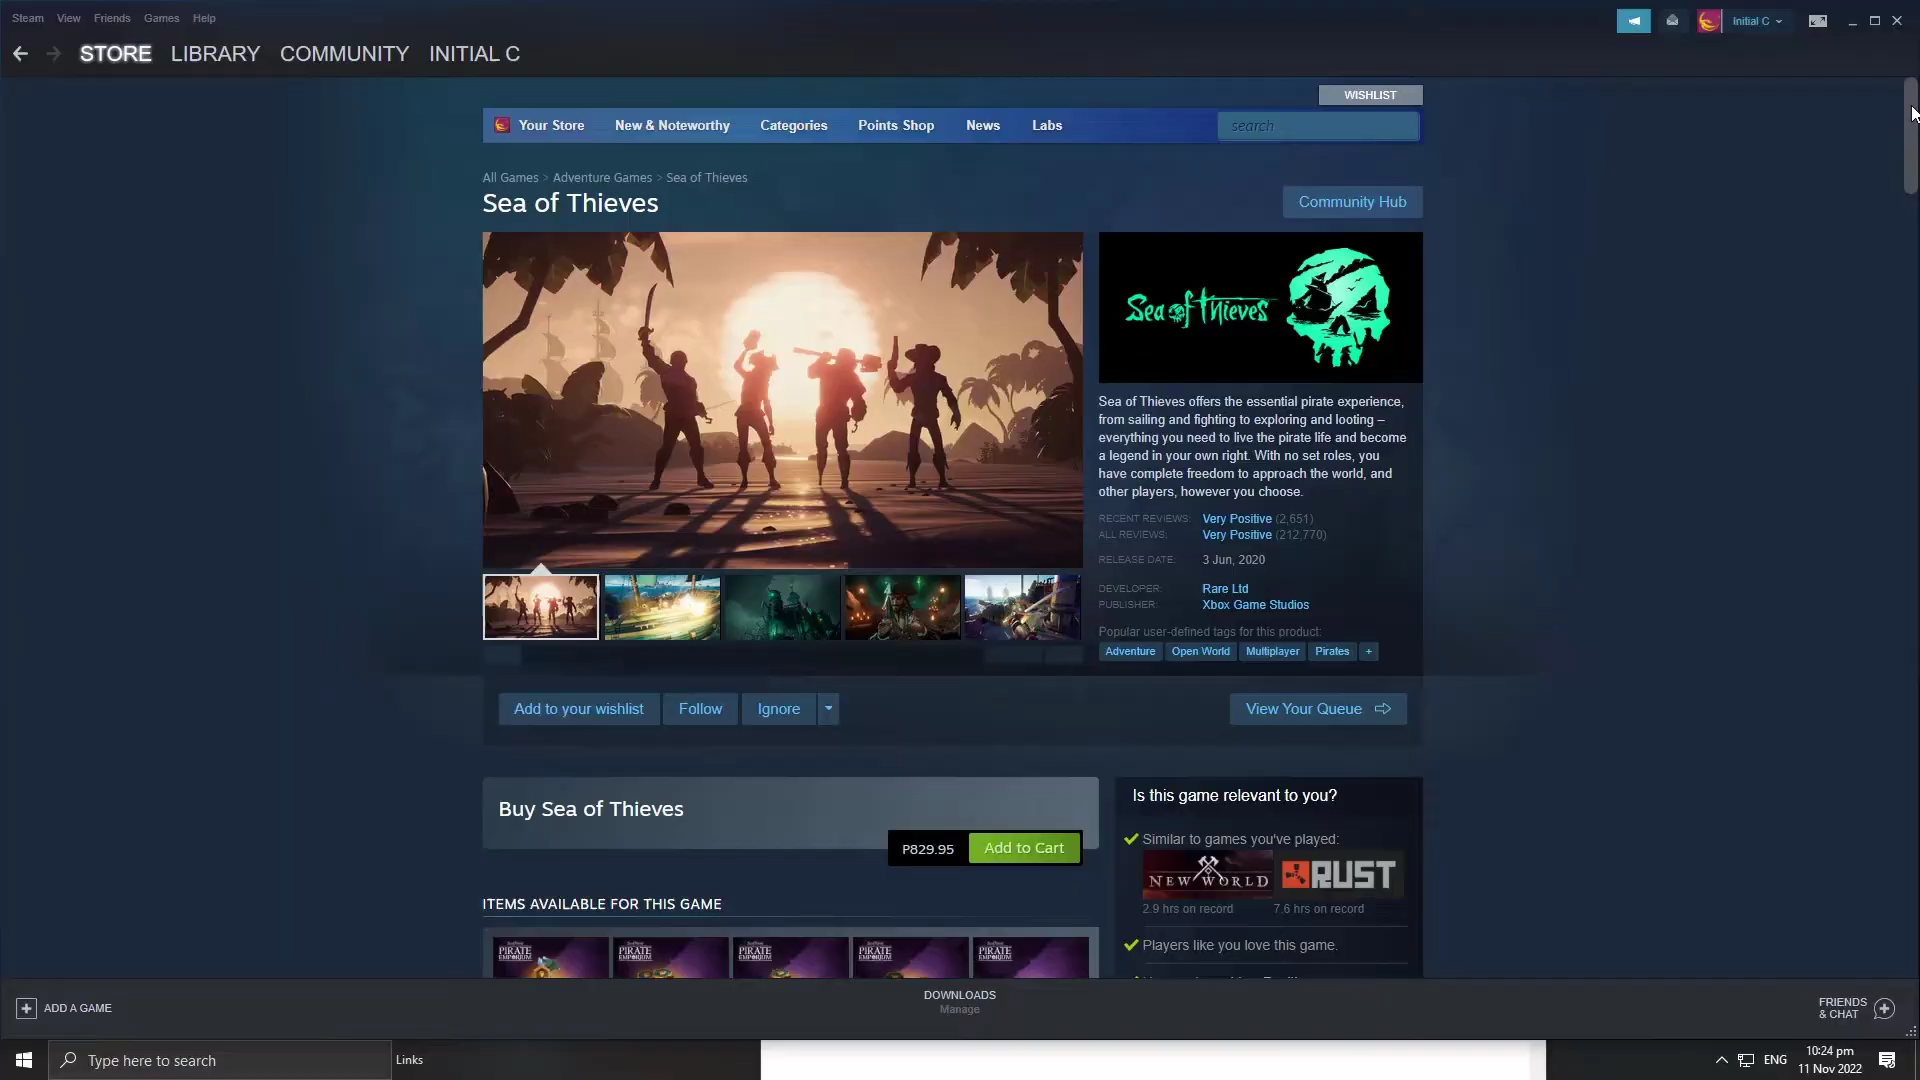 Steam View Friends Games Help
Initial C
STORE LIBRARY COMMUNITY INITIAL C
WISHLIST
Your Store New & Noteworthy Categories Points Shop News Labs search
All Games > Adventure Games > Sea of Thieves
Sea of Thieves
Community Hub
Sea of Thieves
Sea of Thieves offers the essential pirate experience,
from sailing and fighting to exploring and looting –
everything you need to live the pirate life and become
a legend in your own right. With no set roles, you
have complete freedom to approach the world, and
other players, however you choose.
RECENT REVIEWS: Very Positive (2,651)
ALL REVIEWS: Very Positive (212,770)
RELEASE DATE: 3 Jun, 2020
DEVELOPER: Rare Ltd
PUBLISHER: Xbox Game Studios
Popular user-defined tags for this product:
Adventure Open World Multiplayer Pirates +
Add to your wishlist Follow Ignore View Your Queue
Buy Sea of Thieves
P829.95 Add to Cart
Is this game relevant to you?
Similar to games you've played:
NEW WORLD RUST
2.9 hrs on record 7.6 hrs on record
Players like you love this game.
ITEMS AVAILABLE FOR THIS GAME
PIRATE EMPORIUM PIRATE EMPORIUM PIRATE EMPORIUM PIRATE EMPORIUM PIRATE EMPORIUM
ADD A GAME
DOWNLOADS
Manage
FRIENDS
& CHAT
Type here to search
Links
ENG
10:24 pm
11 Nov 2022